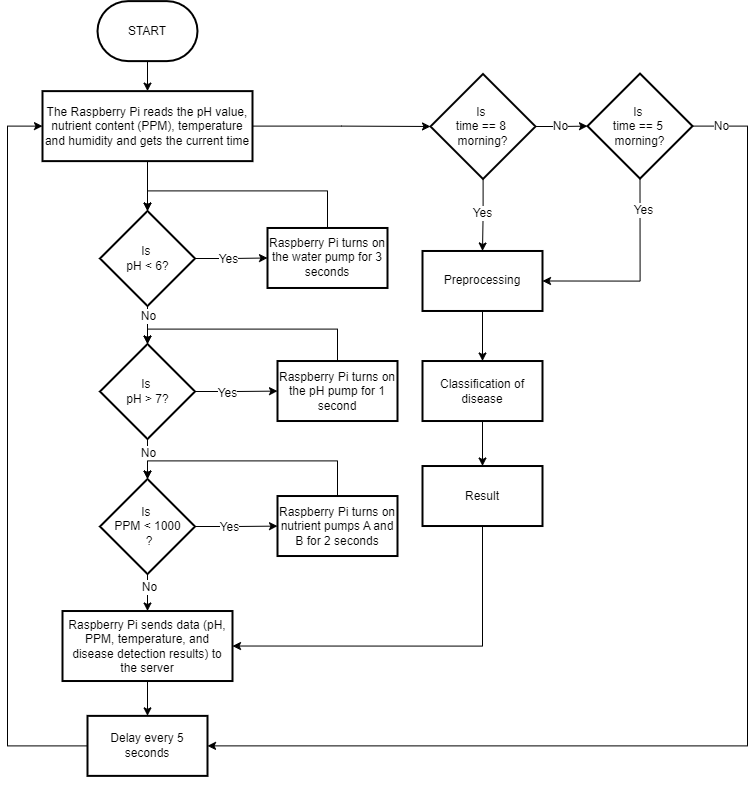 START
The Raspberry Pi reads the pH value,
nutrient content (PPM), temperature
and humidity and gets the current time
Is
time == 8
morning?
No
Is
time == 5
morning?
No
Yes
Yes
Is
pH < 6?
Yes
Raspberry Pi turns on
the water pump for 3
seconds
Preprocessing
No
Is
pH > 7?
Yes
Raspberry Pi turns on
the pH pump for 1
second
Classification of
disease
No
Is
PPM < 1000
?
Yes
Raspberry Pi turns on
nutrient pumps A and
B for 2 seconds
Result
No
Raspberry Pi sends data (pH,
PPM, temperature, and
disease detection results) to
the server
Delay every 5
seconds